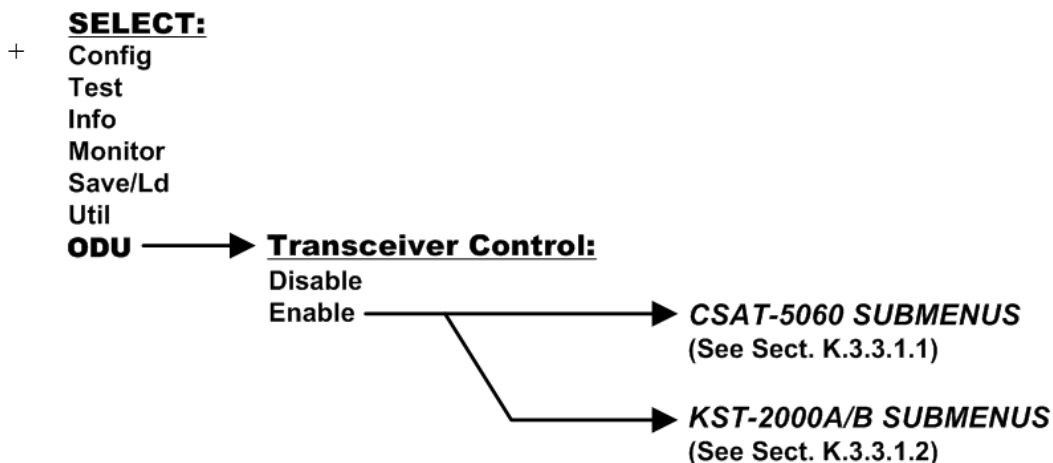 SELECT:
Config
Test
Info
Monitor
Save/Ld
Util
ODU
Transceiver Control:
Disable
Enable
CSAT-5060 SUBMENUS
(See Sect. K.3.3.1.1)
KST-2000A/B SUBMENUS
(See Sect. K.3.3.1.2)